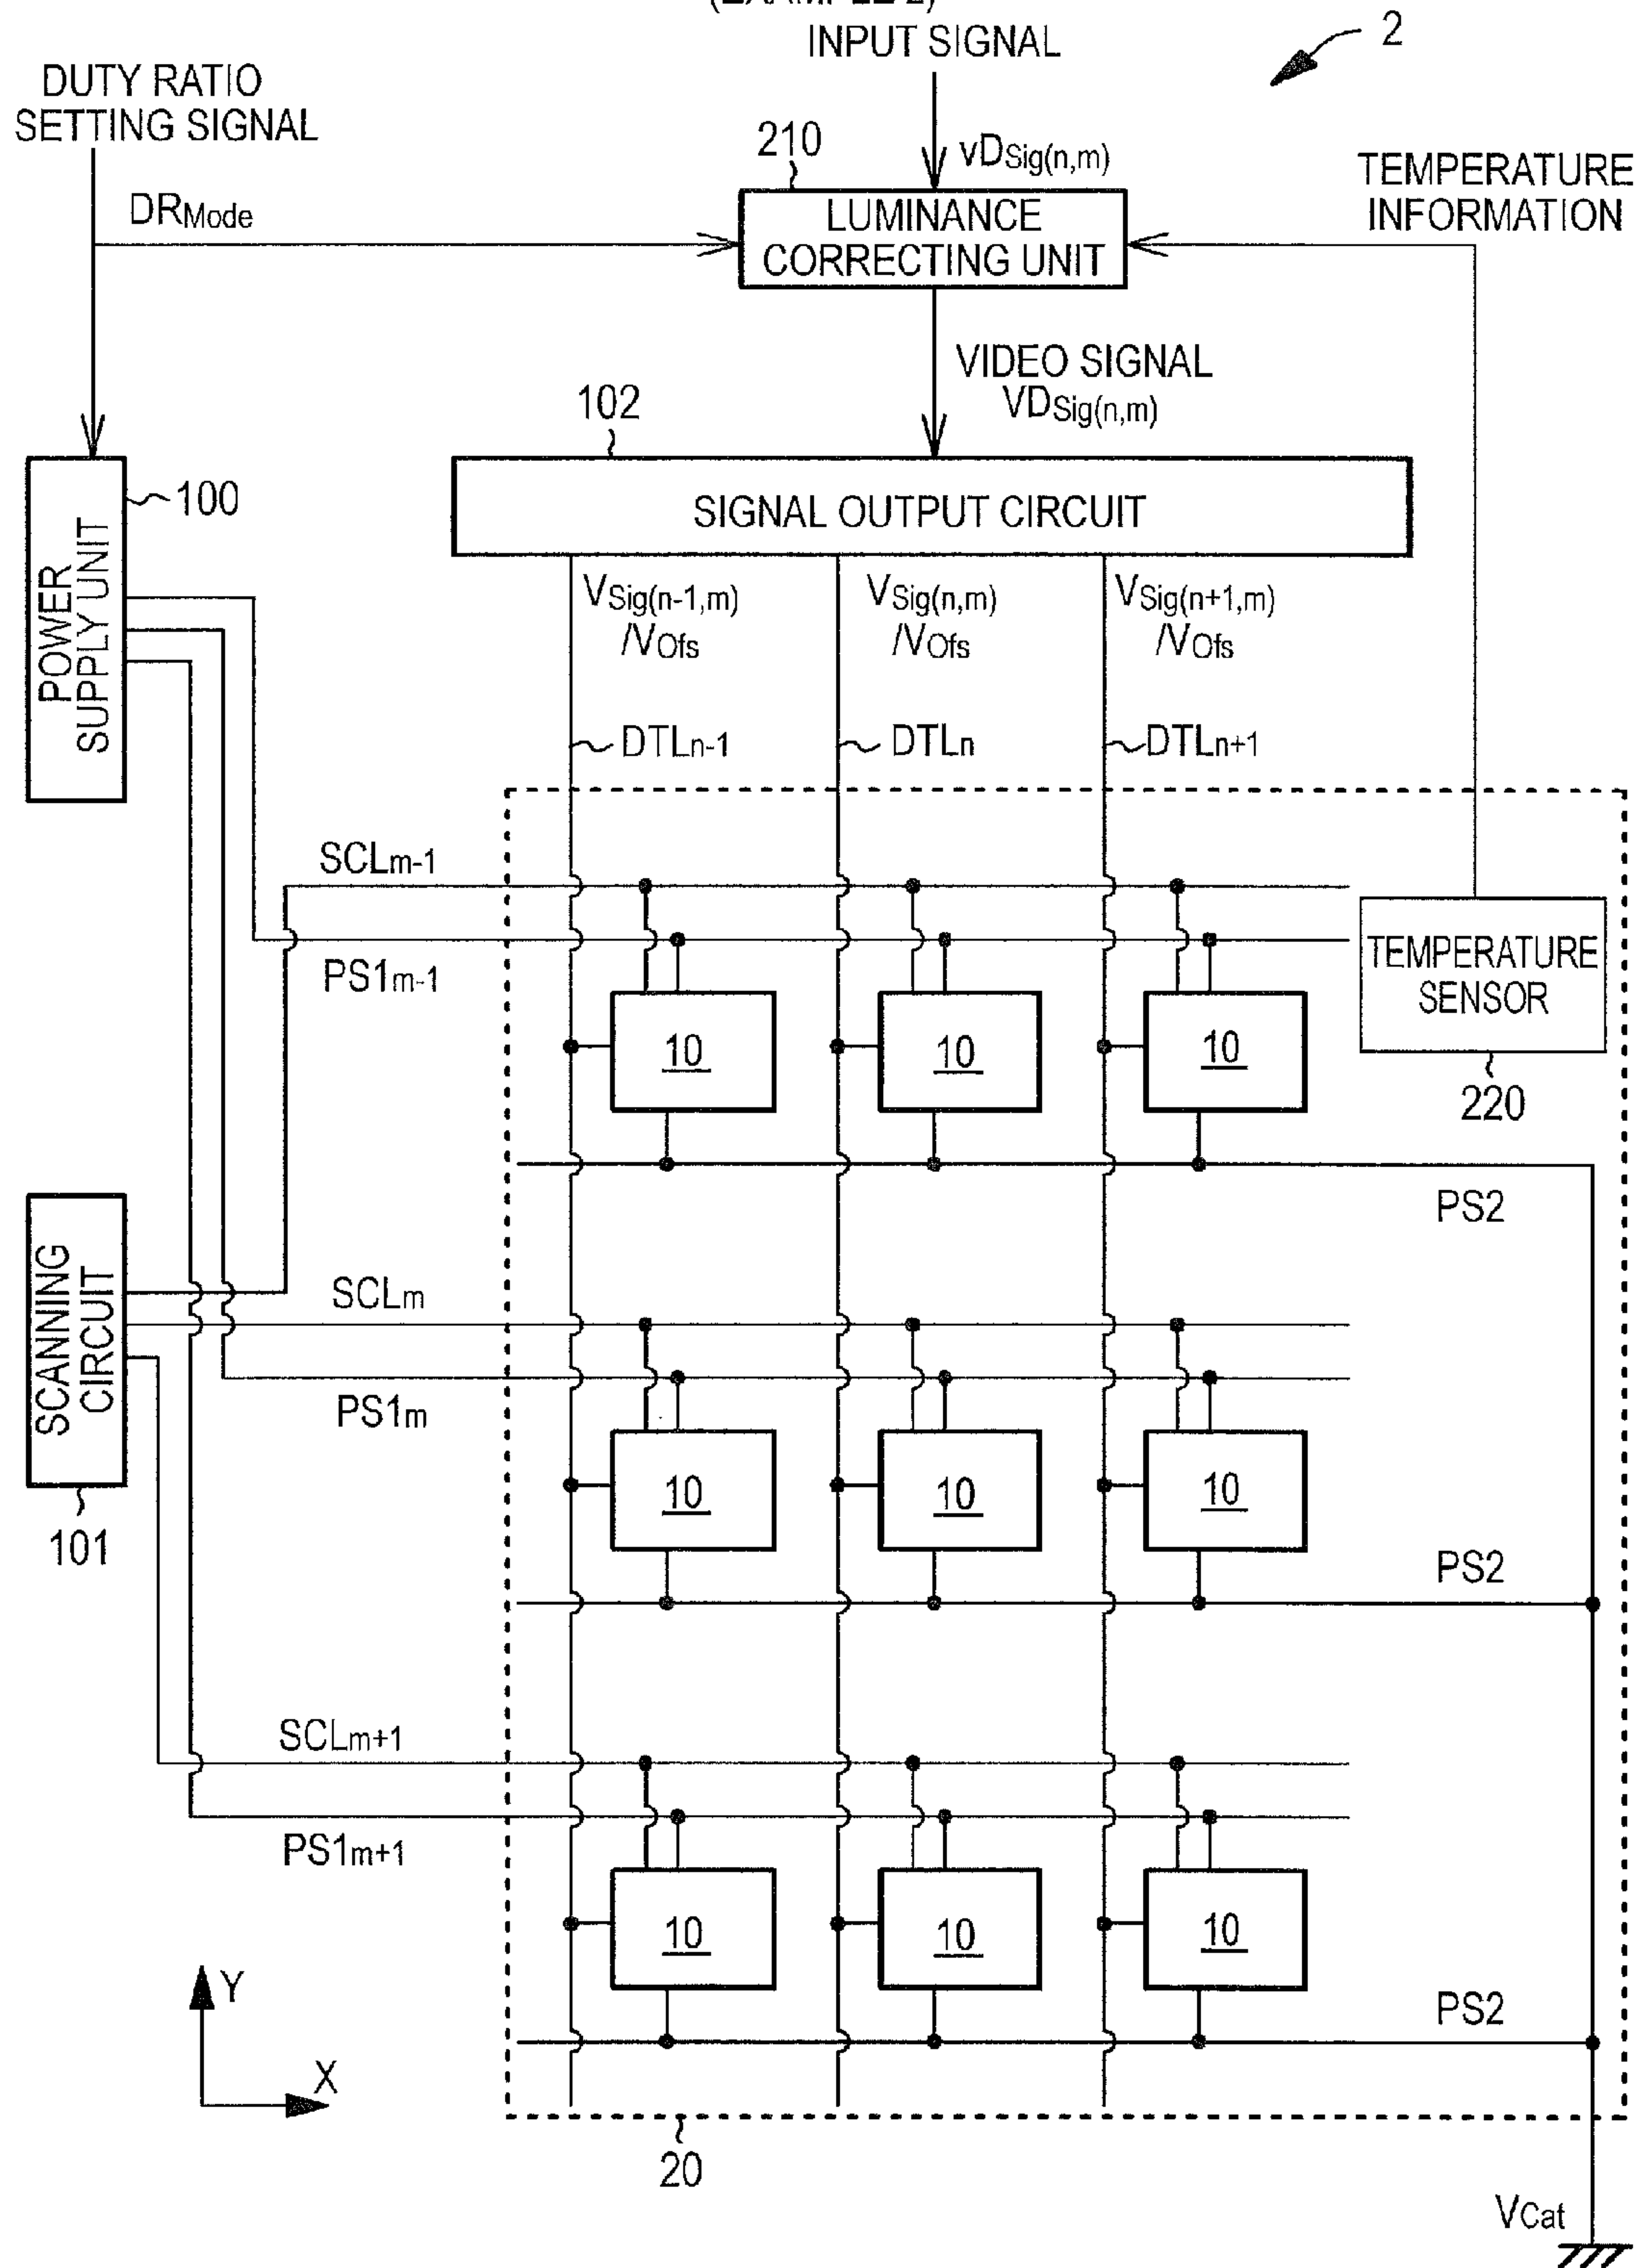 (EXAMPLE 2)
INPUT SIGNAL
2
DUTY RATIO
SETTING SIGNAL
210
vDSig(n,m)
TEMPERATURE
INFORMATION
DRMode
LUMINANCE
CORRECTING UNIT
VIDEO SIGNAL
VDSig(n,m)
102
100
SIGNAL OUTPUT CIRCUIT
POWER
SUPPLY UNIT
VSig(n-1,m)
/VOfs
VSig(n,m)
/VOfs
VSig(n+1,m)
/VOfs
DTLn-1
DTLn
DTLn+1
SCLm-1
PS1m-1
TEMPERATURE
SENSOR
10
10
10
220
PS2
SCANNING
CIRCUIT
SCLm
PS1m
10
10
10
101
PS2
SCLm+1
PS1m+1
10
10
10
Y
X
PS2
20
VCat